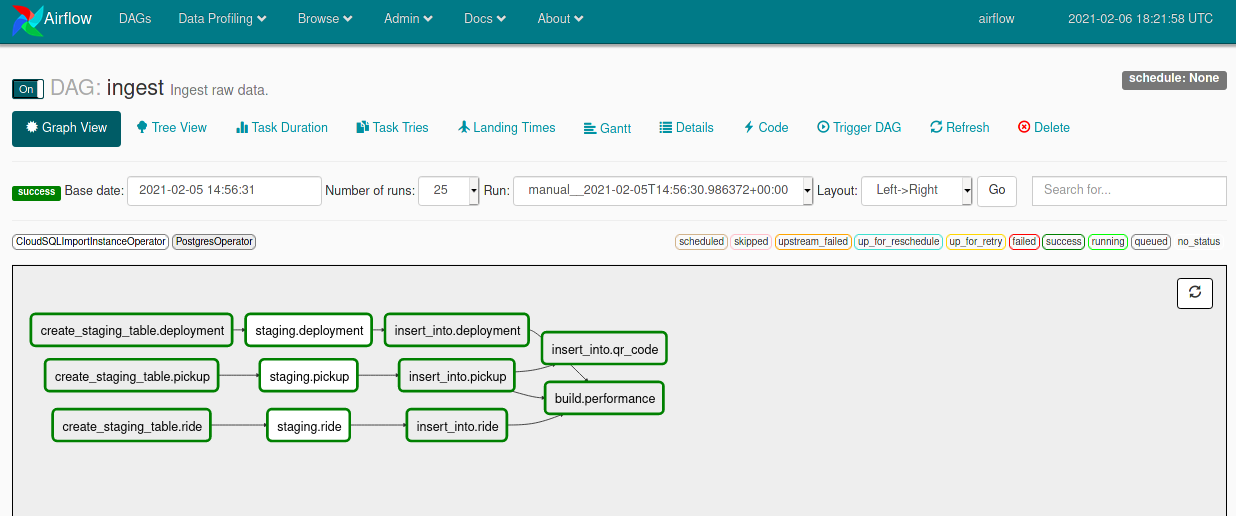 Airflow DAGs Data Profiling Browse Admin Docs About airflow 2021-02-06 18:21:58 UTC
On DAG: ingest Ingest raw data. schedule: None
Graph View Tree View Task Duration Task Tries Landing Times Gantt Details Code Trigger DAG Refresh Delete
success Base date: 2021-02-05 14:56:31 Number of runs: 25 Run: manual__2021-02-05T14:56:30.986372+00:00 Layout: Left->Right Go Search for...
CloudSQLImportInstanceOperator PostgresOperator scheduled skipped upstream_failed up_for_reschedule up_for_retry failed success running queued no_status
create_staging_table.deployment staging.deployment insert_into.deployment
insert_into.qr_code
create_staging_table.pickup staging.pickup insert_into.pickup
build.performance
create_staging_table.ride staging.ride insert_into.ride